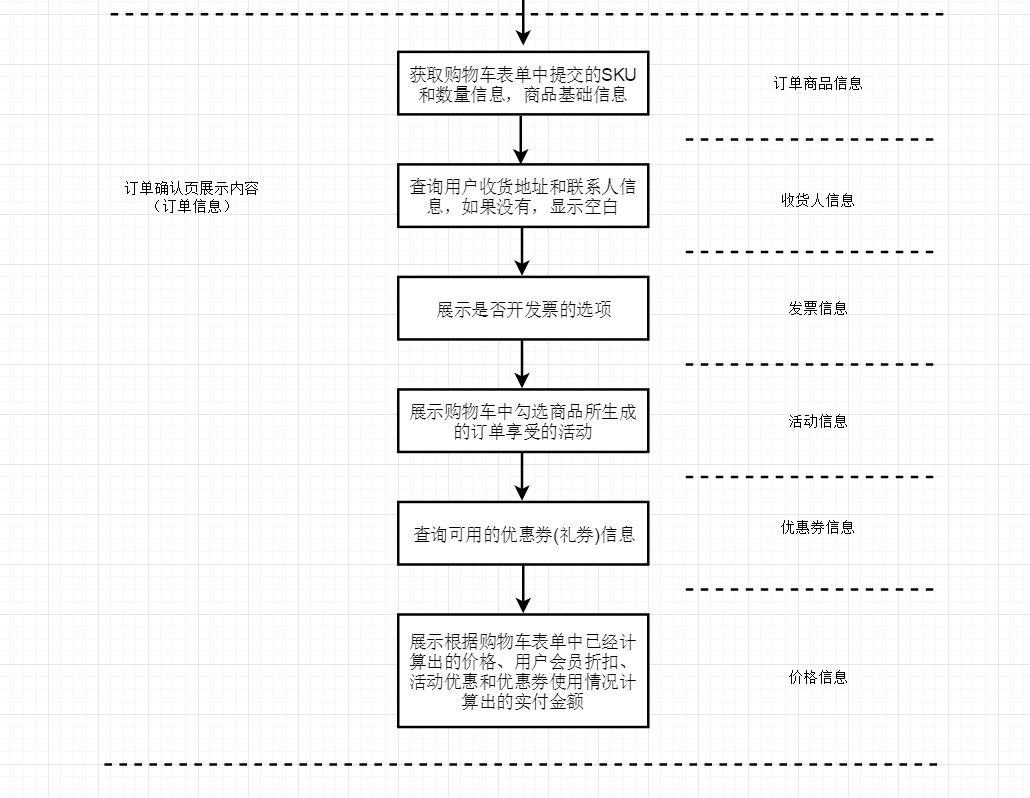 获取购物车表单中提交的SKU
和数量信息，商品基础信息
订单商品信息
订单确认页展示内容
（订单信息）
查询用户收货地址和联系人信
息，如果没有，显示空白
收货人信息
展示是否开发票的选项
发票信息
展示购物车中勾选商品所生成
的订单享受的活动
活动信息
查询可用的优惠券(礼券)信息
优惠券信息
展示根据购物车表单中已经计
算出的价格、用户会员折扣、
活动优惠和优惠券使用情况计
算出的实付金额
价格信息